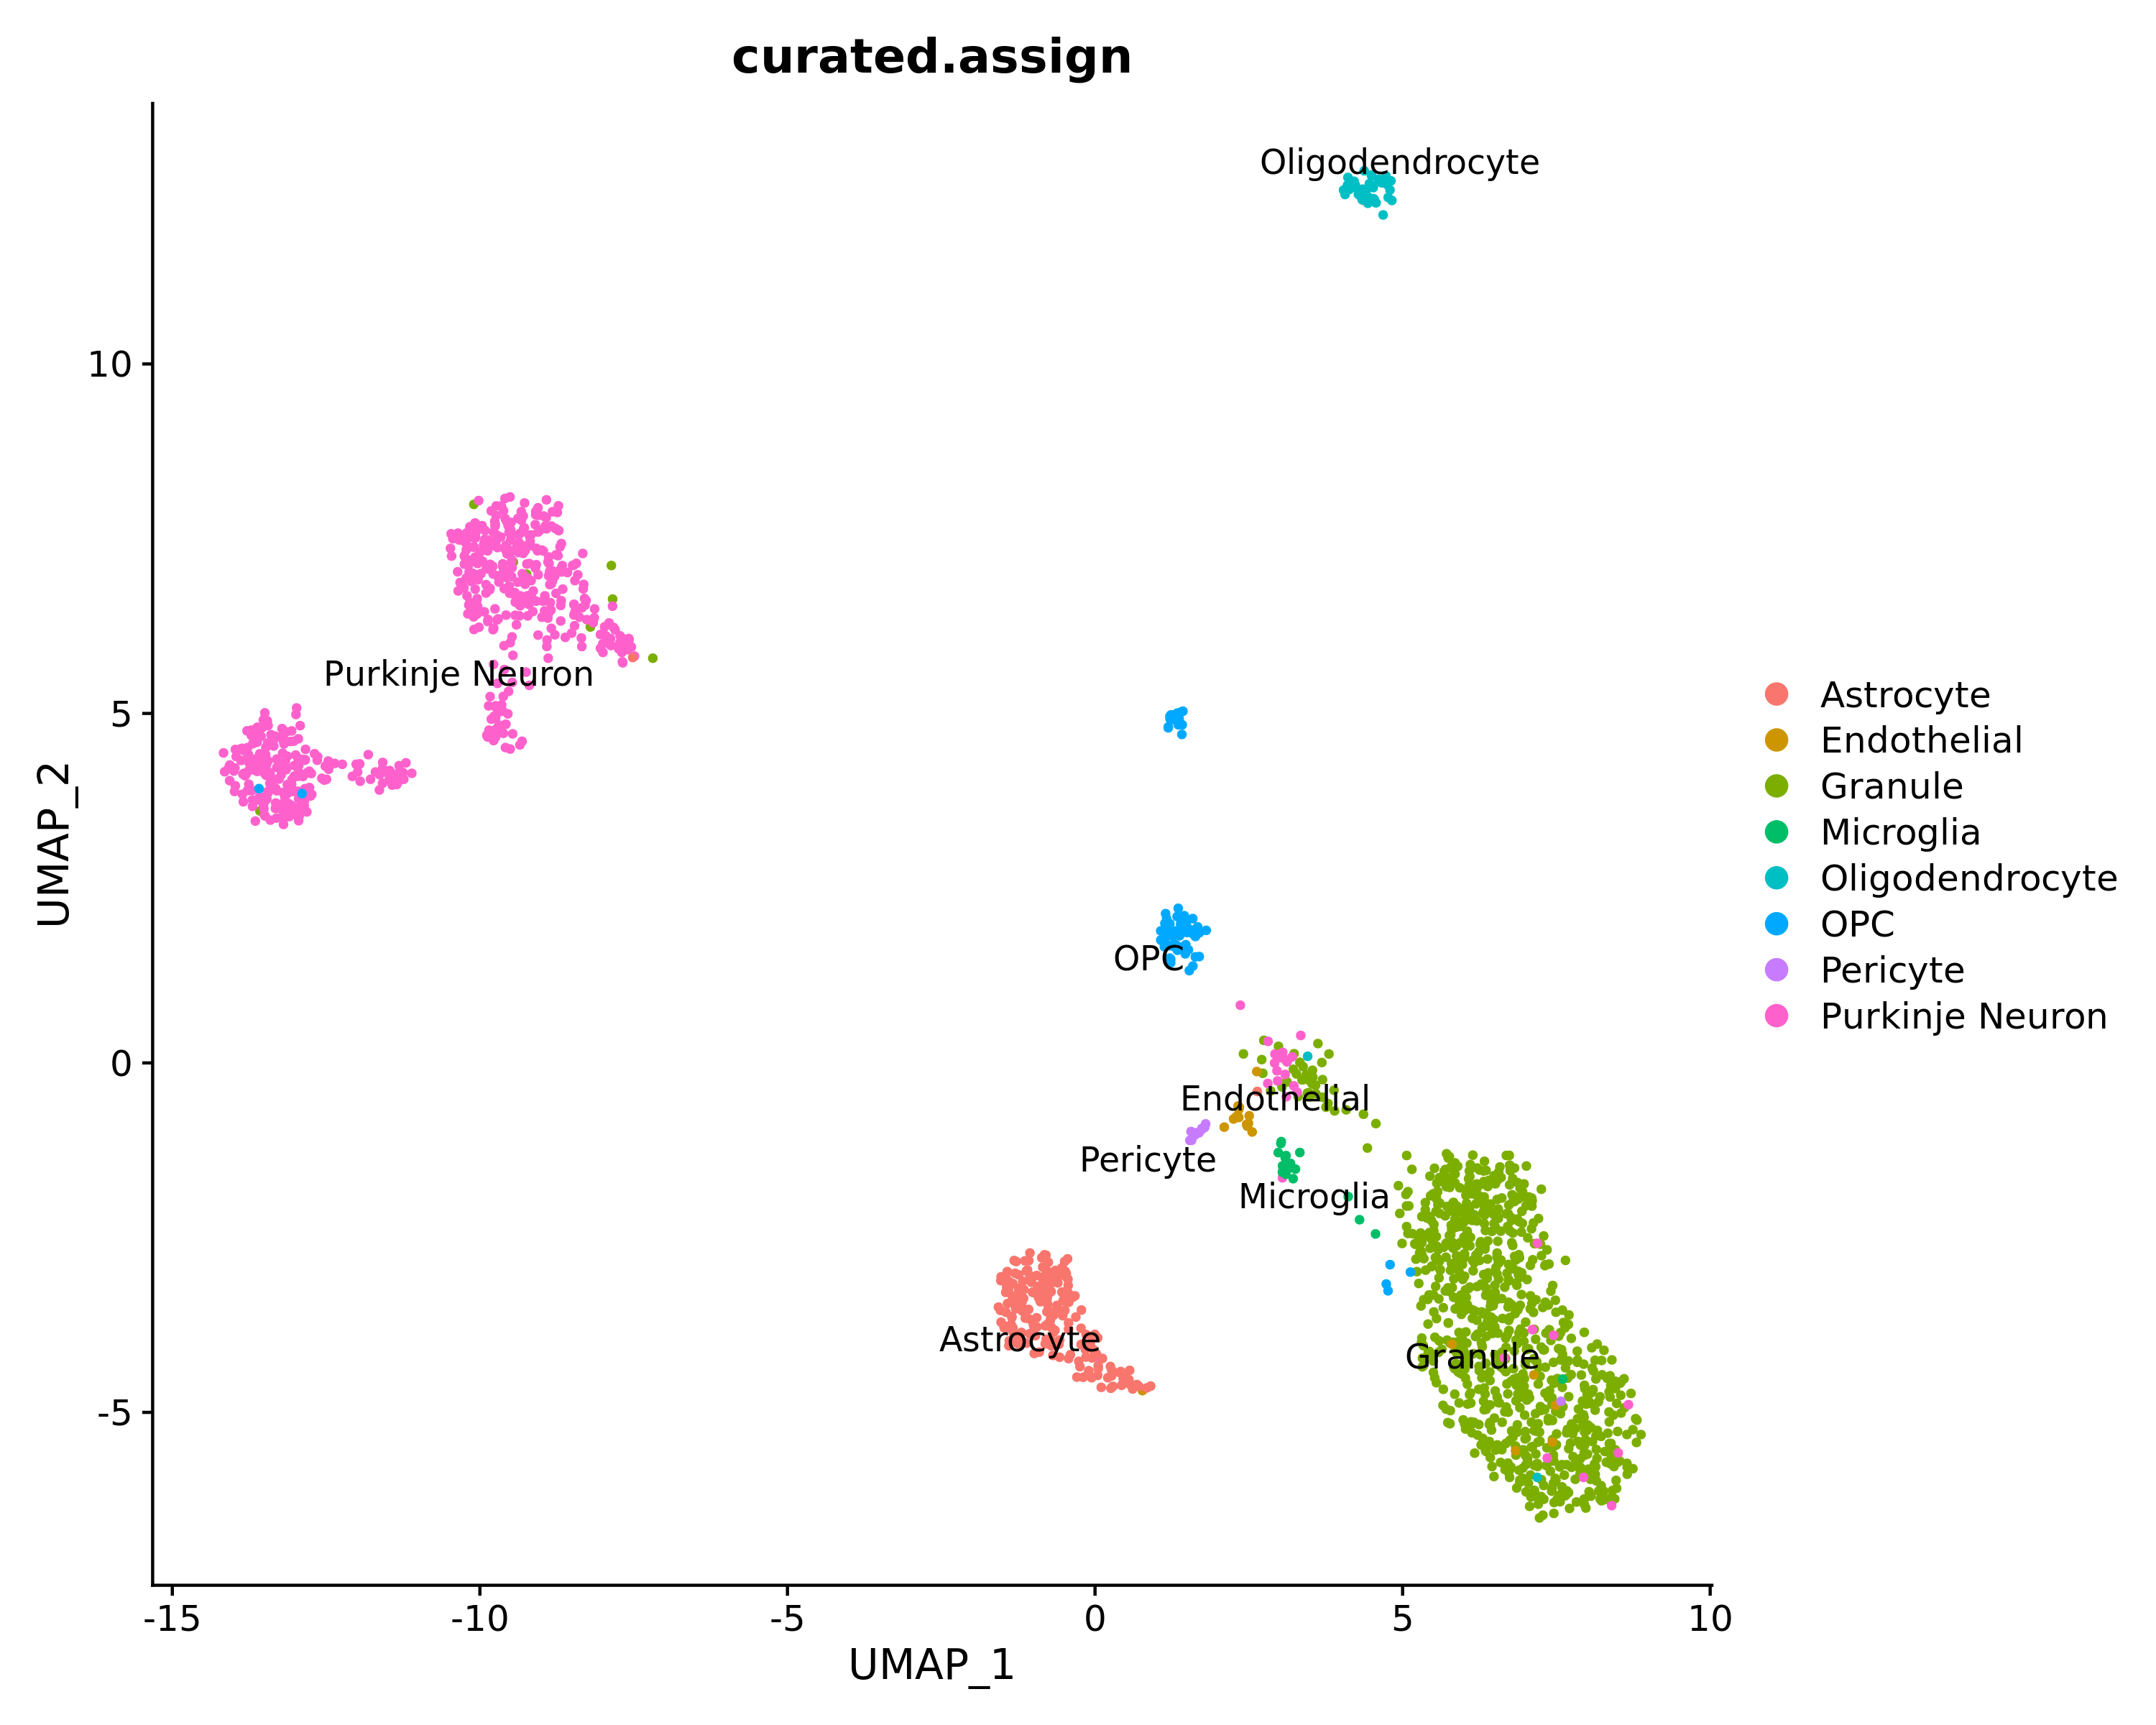 curated.assign
Oligodendrocyte
Purkinje Neuron
OPC
Endothelial
Pericyte
Microglia
Astrocyte
Granule
10
5
0
-5
UMAP_2
-15
-10
-5
0
5
10
UMAP_1
Astrocyte
Endothelial
Granule
Microglia
Oligodendrocyte
OPC
Pericyte
Purkinje Neuron